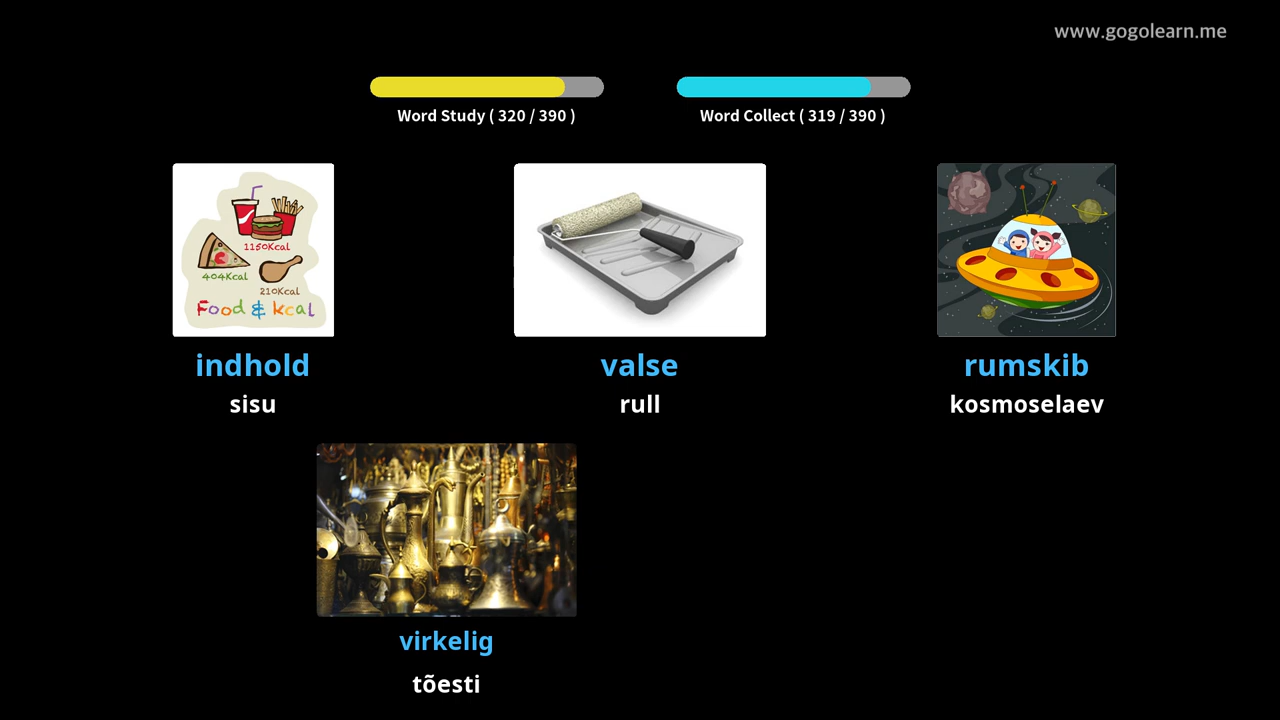 www.gogolearn.me
Word Study ( 320 / 390 )
Word Collect ( 319 / 390 )
1150Kcal
404Kcal
210Kcal
Food & kcal
indhold
valse
rumskib
sisu
rull
kosmoselaev
virkelig
tõesti